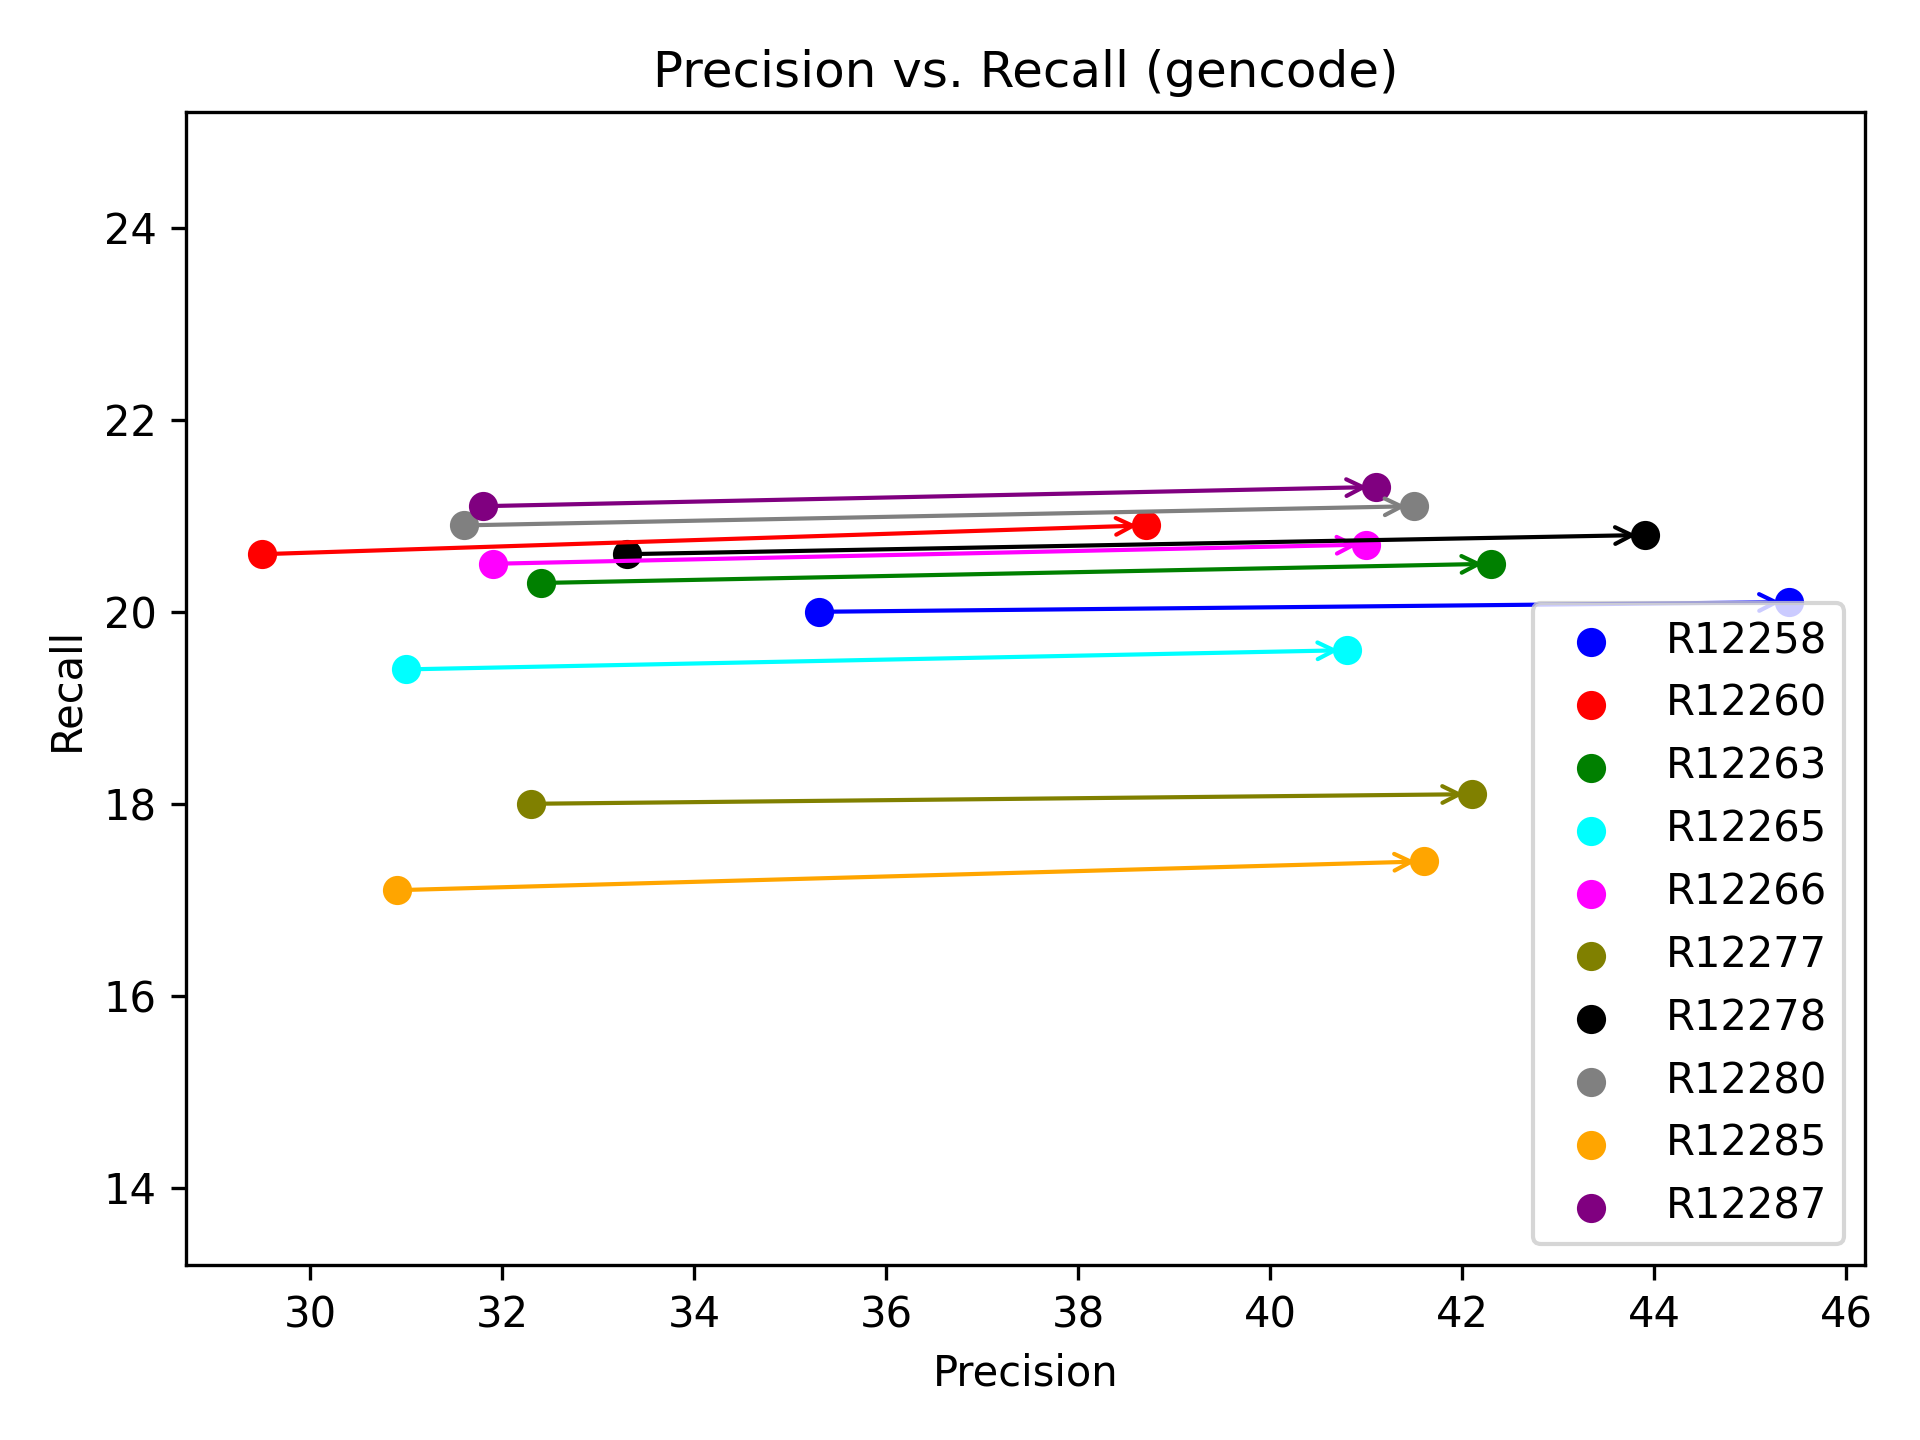 Precision vs. Recall (gencode)
24
22
20
18
16
14
Recall
30 32 34 36 38 40 42 44 46
Precision
R12258
R12260
R12263
R12265
R12266
R12277
R12278
R12280
R12285
R12287